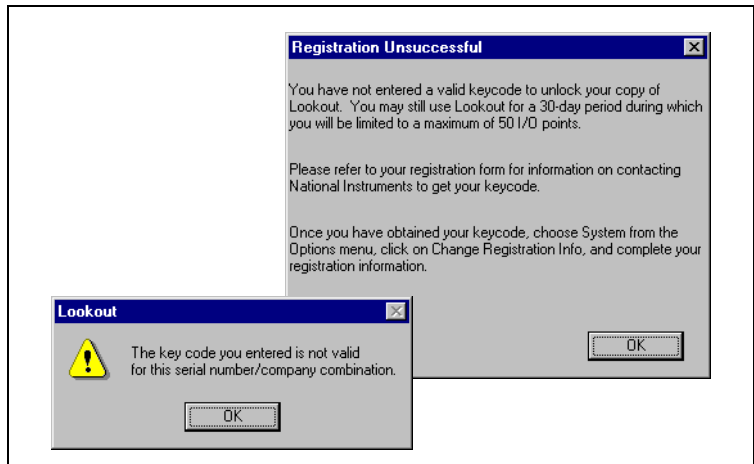 Registration Unsuccessful
You have not entered a valid keycode to unlock your copy of
Lookout. You may still use Lookout for a 30-day period during which
you will be limited to a maximum of 50 I/O points.
Please refer to your registration form for information on contacting
National Instruments to get your keycode.
Once you have obtained your keycode, choose System from the
Options menu, click on Change Registration Info, and complete your
registration information.
OK
Lookout
The key code you entered is not valid
for this serial number/company combination.
OK